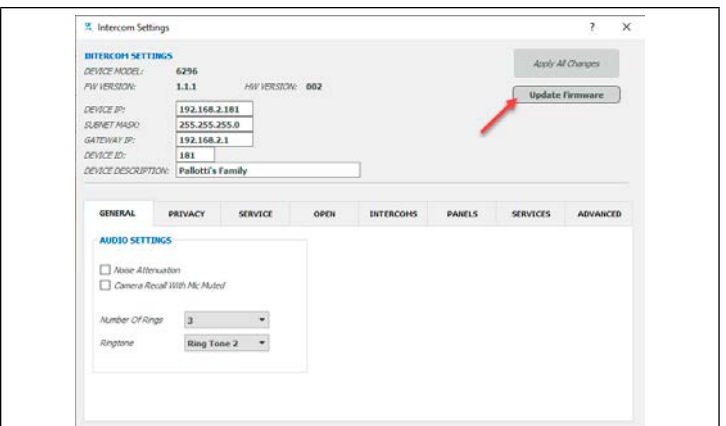 Intercom Settings ? X
INTERCOM SETTINGS
Apply All Changes
DEVICE MODEL: 6296
FW VERSION: 1.1.1 HW VERSION: 002
Update Firmware
DEVICE IP: 192.168.2.181
SUBNET MASK: 255.255.255.0
GATEWAY IP: 192.168.2.1
DEVICE ID: 181
DEVICE DESCRIPTION: Pallotti's Family
GENERAL PRIVACY SERVICE OPEN INTERCOMS PANELS SERVICES ADVANCED
AUDIO SETTINGS
Noise Attenuation
Camera Recall With Mic Muted
Number Of Rings 3
Ringtone Ring Tone 2